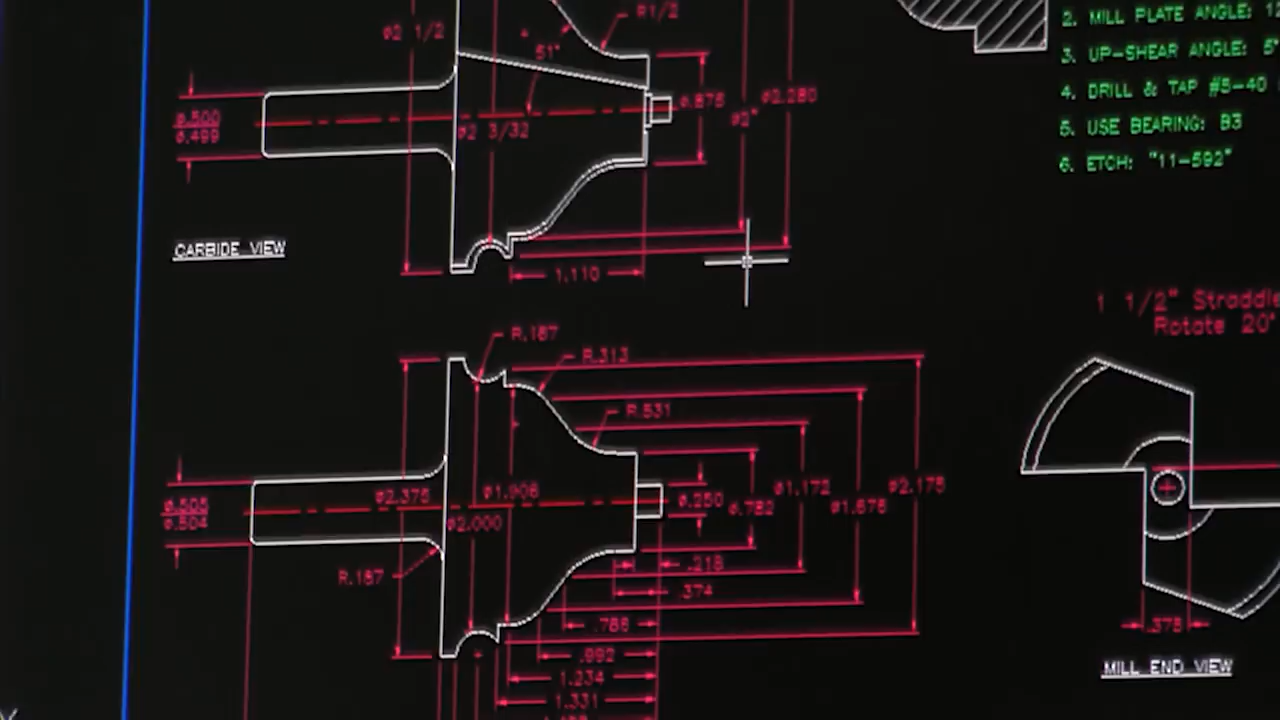 R1/2
ø2 1/2
51°
ø.500
ø.499
ø2 3/32
ø.875
ø2"
ø2.280
1.110
CARBIDE VIEW
2. MILL PLATE ANGLE:
3. UP-SHEAR ANGLE: 5°
4. DRILL & TAP #5-40
5. USE BEARING: B3
6. ETCH: "11-592"
1 1/2" Straddle
Rotate 20°
R.187
R.313
R.531
ø.505
ø.504
ø2.375
ø1.906
ø2.000
ø.250
ø.782
ø1.172
ø1.676
ø2.175
R.187
.218
.374
.786
.992
1.234
1.331
.375
MILL END VIEW